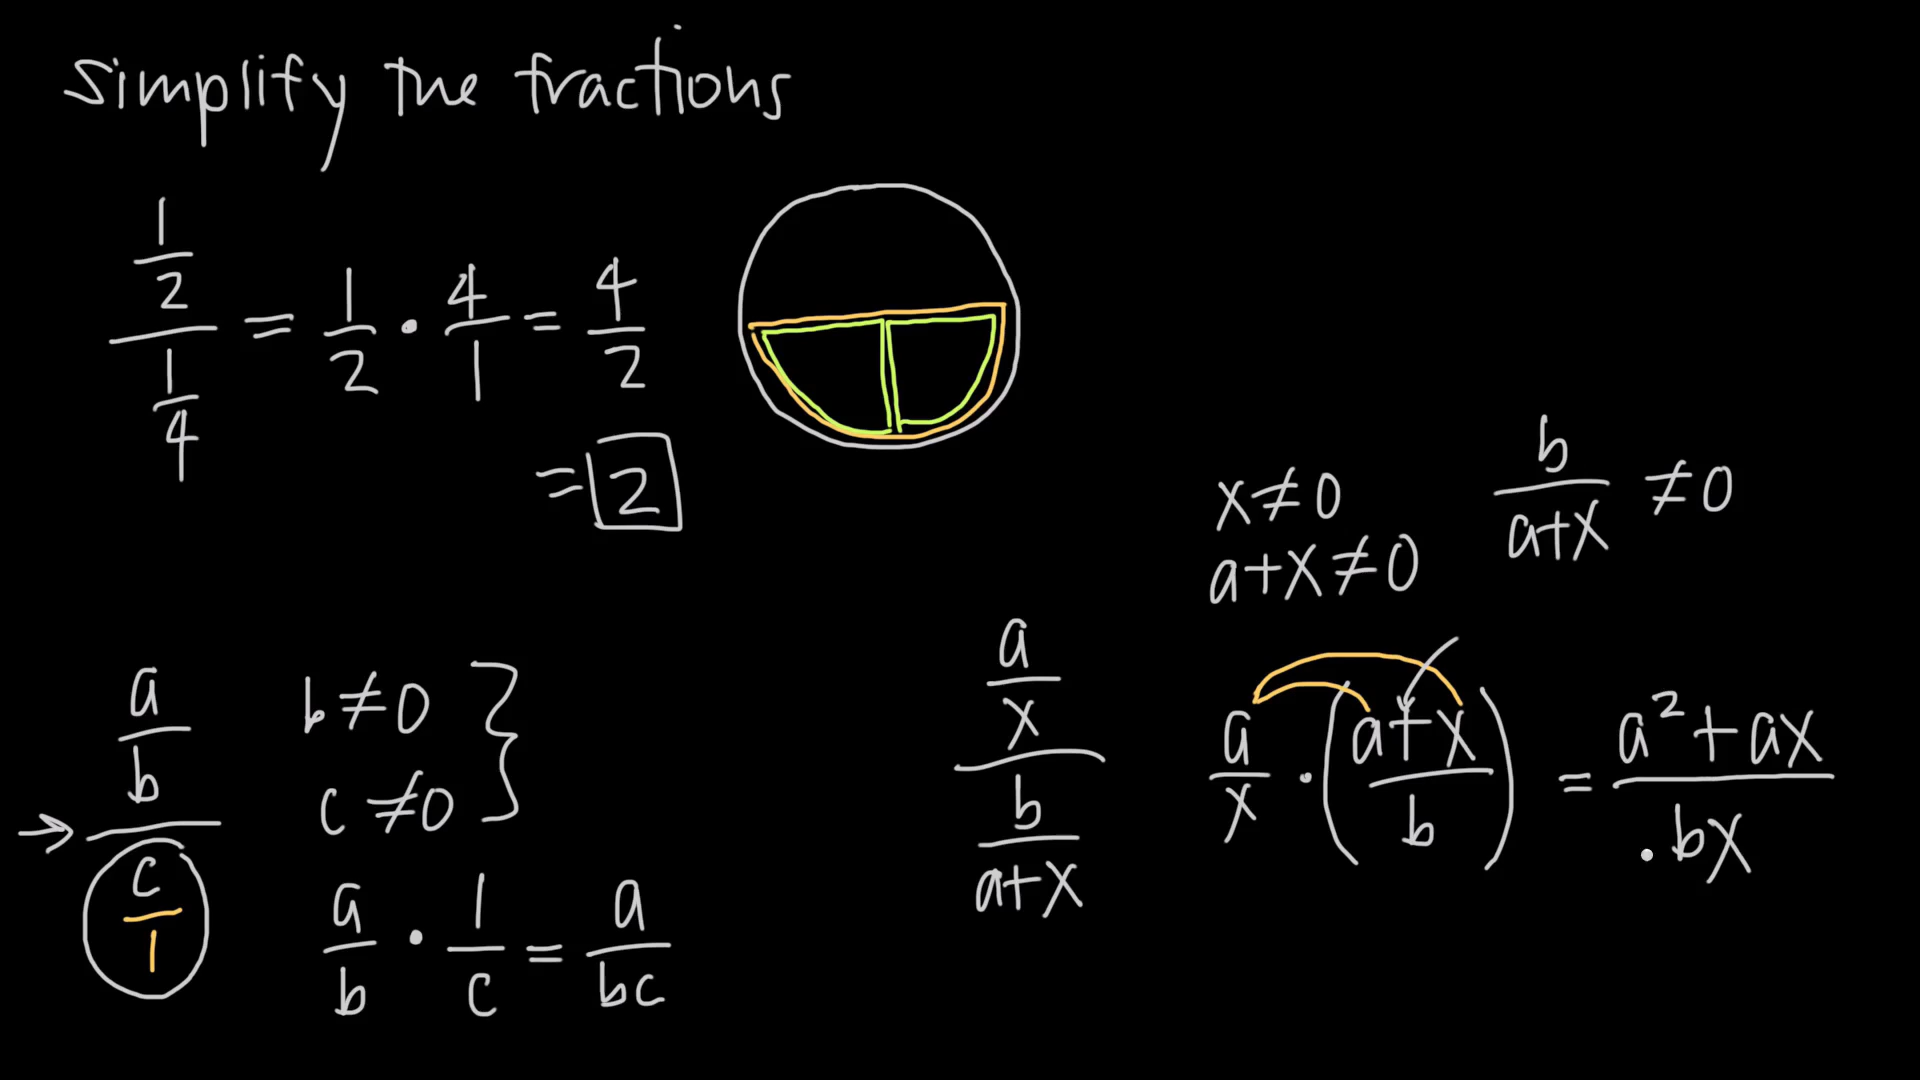 Simplify the fractions
(1/2)/(1/4) = 1/2 · 4/1 = 4/2
= 2
x≠0
b/(a+x) ≠0
a+x≠0
(a/b)/(c/1)
b≠0
c≠0
a/b · 1/c = a/bc
(a/x)/(b/(a+x))
a/x · ((a+x)/b) = (a²+ax)/bx